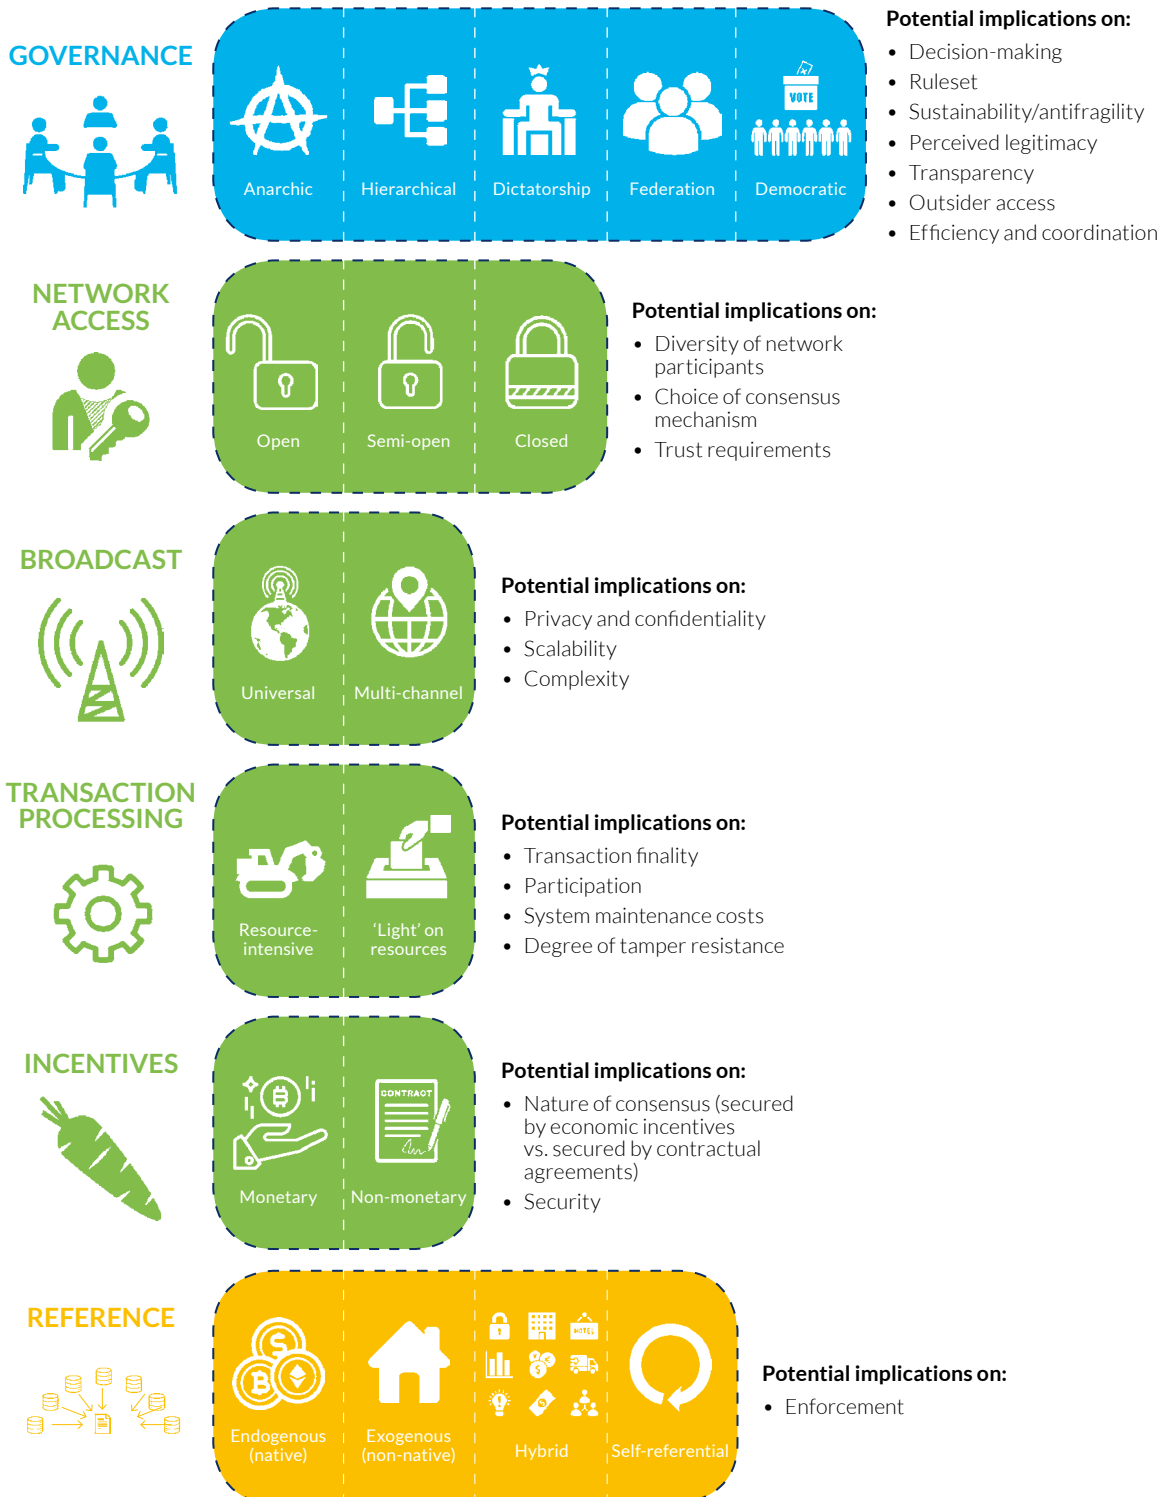 GOVERNANCE
Anarchic
Hierarchical
Dictatorship
Federation
VOTE
Democratic
Potential implications on:
• Decision-making
• Ruleset
• Sustainability/antifragility
• Perceived legitimacy
• Transparency
• Outsider access
• Efficiency and coordination
NETWORK
ACCESS
Open
Semi-open
Closed
Potential implications on:
• Diversity of network
participants
• Choice of consensus
mechanism
• Trust requirements
BROADCAST
Universal
Multi-channel
Potential implications on:
• Privacy and confidentiality
• Scalability
• Complexity
TRANSACTION
PROCESSING
Resource-
intensive
‘Light’ on
resources
Potential implications on:
• Transaction finality
• Participation
• System maintenance costs
• Degree of tamper resistance
INCENTIVES
Monetary
CONTRACT
Non-monetary
Potential implications on:
• Nature of consensus (secured
by economic incentives
vs. secured by contractual
agreements)
• Security
REFERENCE
Endogenous
(native)
Exogenous
(non-native)
HOTEL
Hybrid
Self-referential
Potential implications on:
• Enforcement